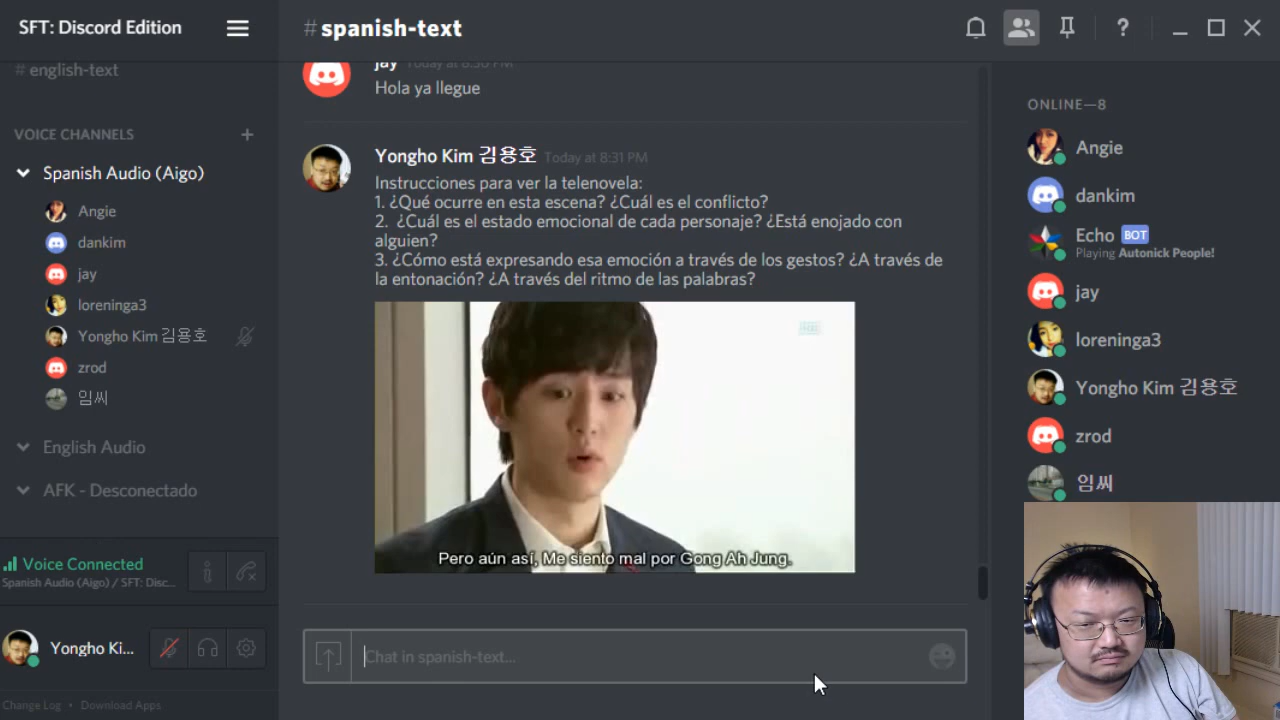 SFT: Discord Edition
# spanish-text
# english-text
VOICE CHANNELS
Spanish Audio (Aigo)
Angie
dankim
jay
loreninga3
Yongho Kim 김용호
zrod
임씨
English Audio
AFK - Desconectado
Voice Connected
Spanish Audio (Aigo) / SFT: Disc...
Yongho Ki...
Change Log • Download Apps
jay Today at 8:30 PM
Hola ya llegue
Yongho Kim 김용호 Today at 8:31 PM
Instrucciones para ver la telenovela:
1. ¿Qué ocurre en esta escena? ¿Cuál es el conflicto?
2. ¿Cuál es el estado emocional de cada personaje? ¿Está enojado con
alguien?
3. ¿Cómo está expresando esa emoción a través de los gestos? ¿A través de
la entonación? ¿A través del ritmo de las palabras?
Pero aún así, Me siento mal por Gong Ah Jung.
Chat in spanish-text...
ONLINE—8
Angie
dankim
Echo BOT
Playing Autonick People!
jay
loreninga3
Yongho Kim 김용호
zrod
임씨